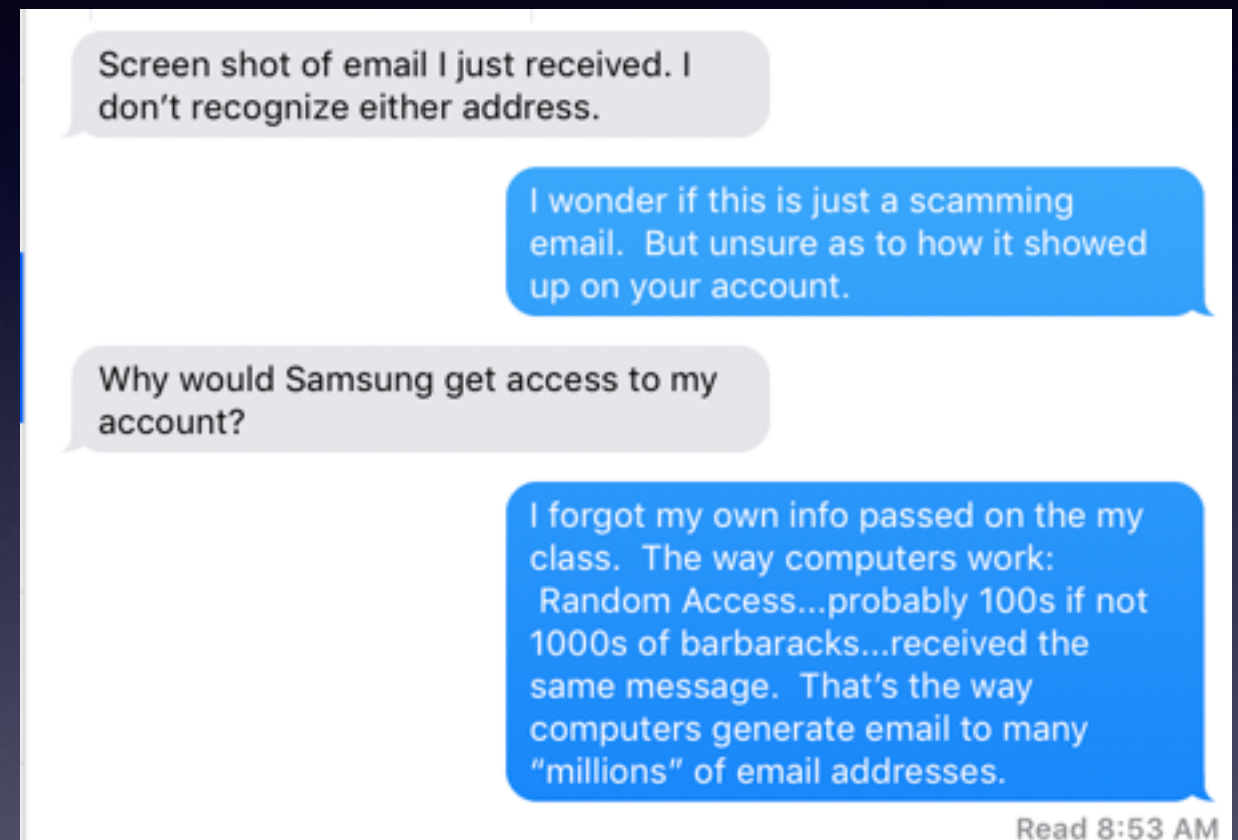 Screen shot of email I just received. I
don't recognize either address.
I wonder if this is just a scamming
email.  But unsure as to how it showed
up on your account.
Why would Samsung get access to my
account?
I forgot my own info passed on the my
class.  The way computers work:
Random Access...probably 100s if not
1000s of barbaracks...received the
same message.  That's the way
computers generate email to many
“millions” of email addresses.
Read 8:53 AM